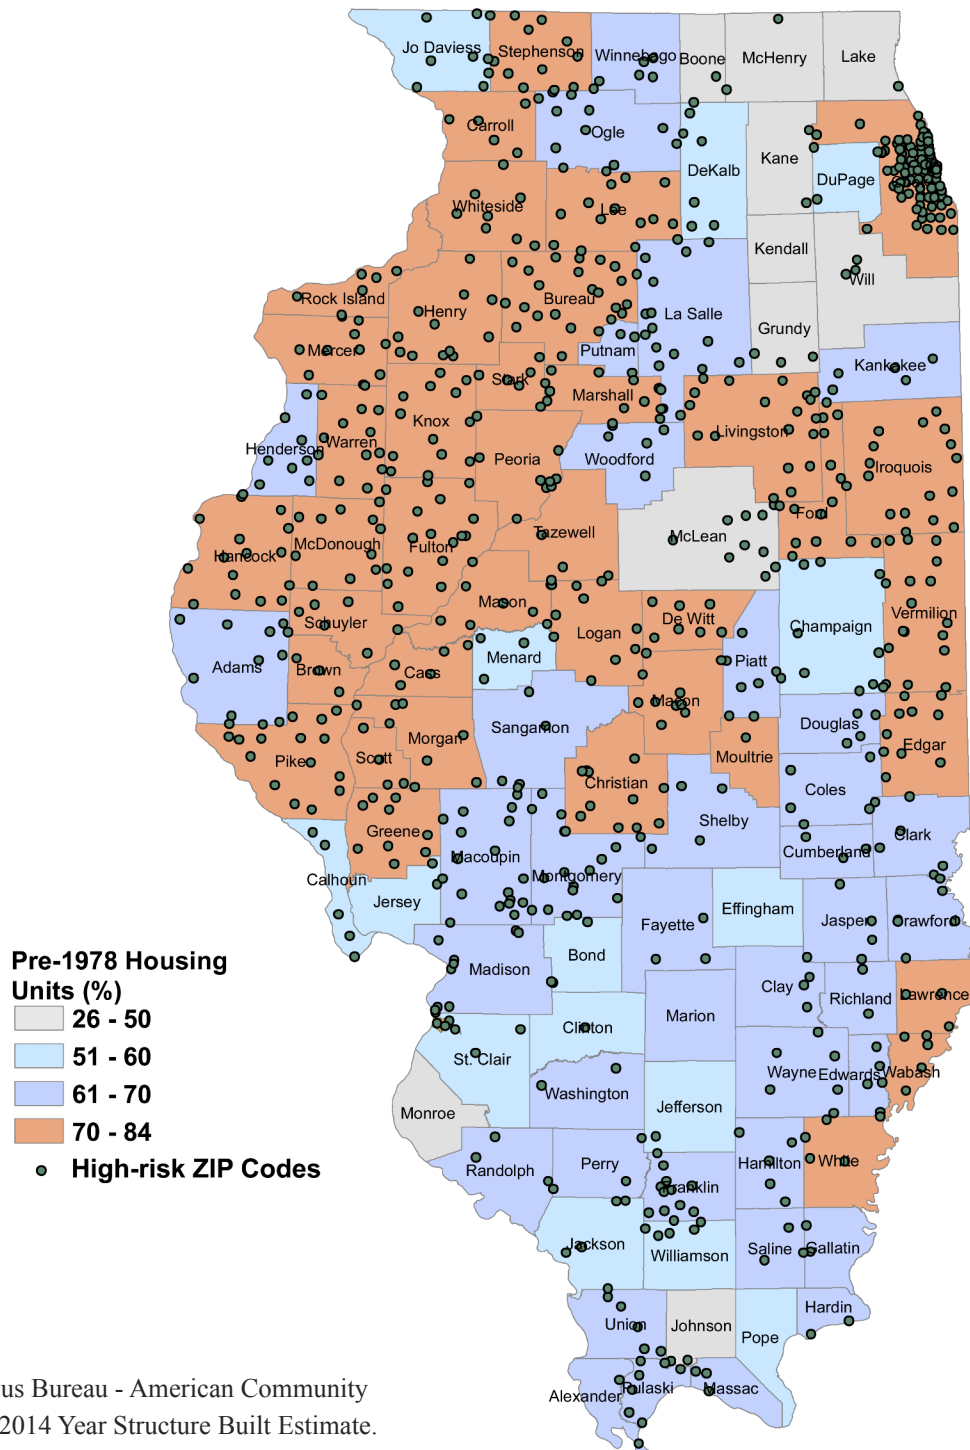 Jo Daviess
Stephenson
Winnebago
Boone
McHenry
Lake
Carroll
Ogle
DeKalb
Kane
DuPage
Whiteside
Lee
Kendall
Will
Rock Island
Henry
Bureau
La Salle
Grundy
Mercer
Putnam
Kankakee
Stark
Marshall
Knox
Henderson
Warren
Peoria
Woodford
Livingston
Iroquois
Hancock
McDonough
Fulton
Tazewell
McLean
Ford
Mason
Schuyler
Logan
De Witt
Champaign
Vermilion
Adams
Brown
Cass
Menard
Piatt
Macon
Sangamon
Douglas
Pike
Scott
Morgan
Christian
Moultrie
Edgar
Coles
Greene
Macoupin
Shelby
Cumberland
Clark
Calhoun
Jersey
Montgomery
Fayette
Effingham
Jasper
Crawford
Pre-1978 Housing
Units (%)
26 - 50
51 - 60
61 - 70
70 - 84
High-risk ZIP Codes
Madison
Bond
Clay
Richland
Lawrence
Marion
Clinton
St. Clair
Wayne
Edwards
Wabash
Washington
Monroe
Jefferson
Randolph
Perry
Hamilton
White
Franklin
Jackson
Williamson
Saline
Gallatin
Union
Johnson
Pope
Hardin
Alexander
Pulaski
Massac
us Bureau - American Community
2014 Year Structure Built Estimate.